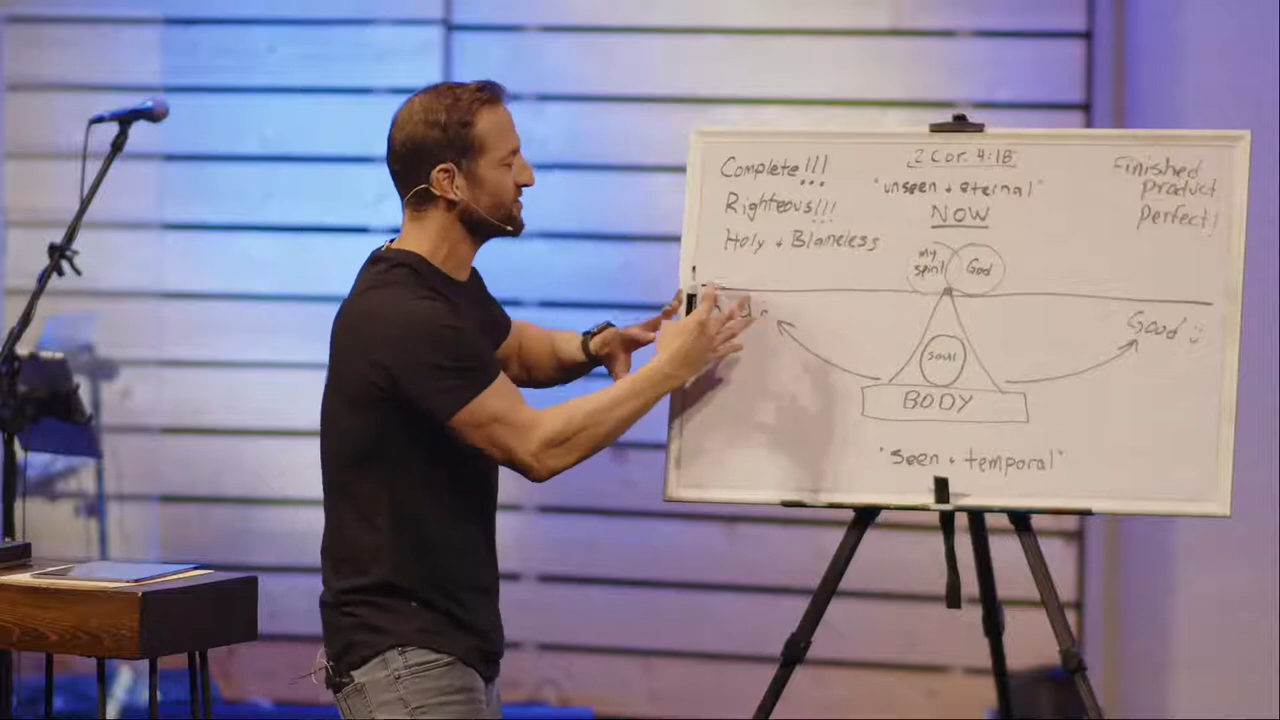 Complete!!!
Righteous!!!
Holy + Blameless
2 Cor. 4:18
"unseen + eternal"
NOW
Finished
Product
Perfect!
my
spirit
God
Good :)
soul
BODY
"seen + temporal"